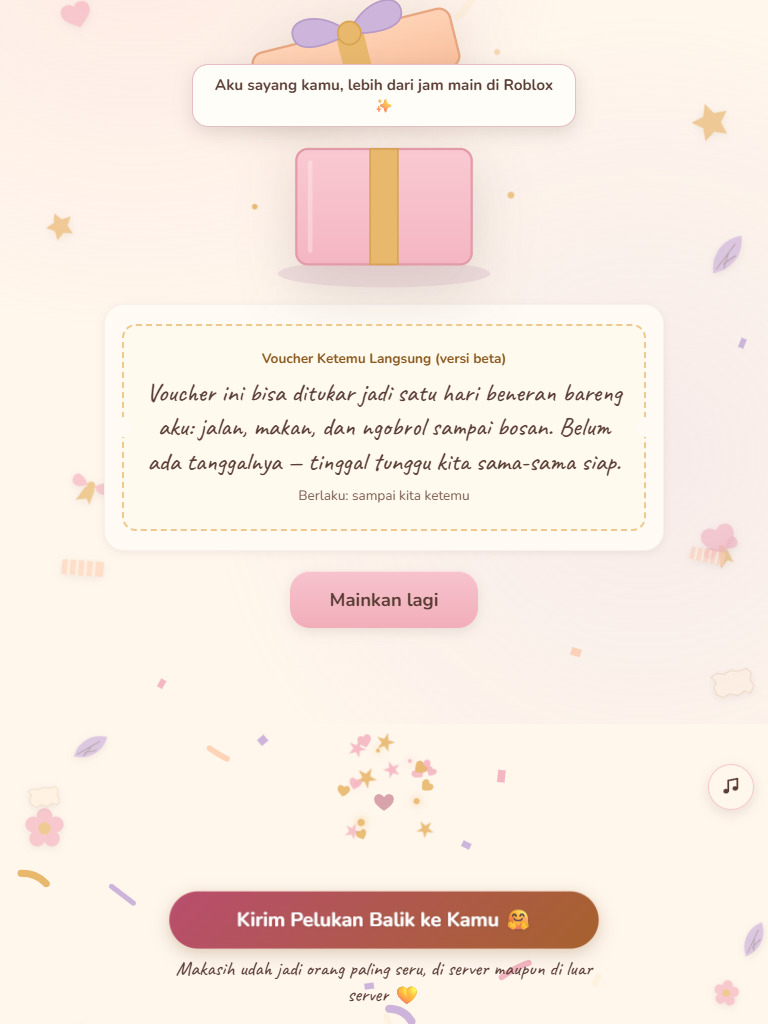 Aku sayang kamu, lebih dari jam main di Roblox
✨
Voucher Ketemu Langsung (versi beta)
Voucher ini bisa ditukar jadi satu hari beneran bareng
aku: jalan, makan, dan ngobrol sampai bosan. Belum
ada tanggalnya — tinggal tunggu kita sama-sama siap.
Berlaku: sampai kita ketemu
Mainkan lagi
Kirim Pelukan Balik ke Kamu 🤗
Makasih udah jadi orang paling seru, di server maupun di luar
server 💛